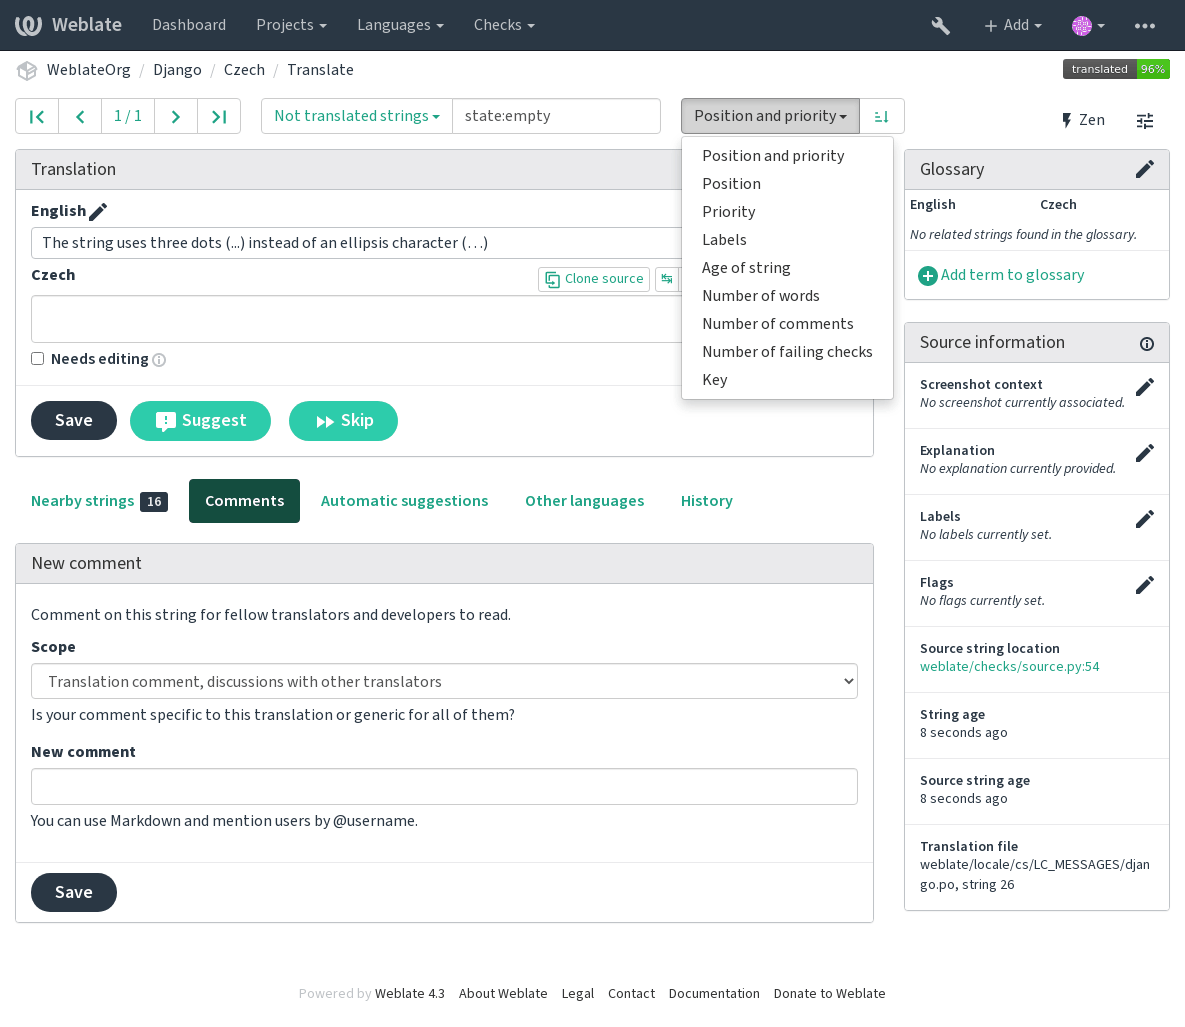 Weblate Dashboard Projects Languages Checks Add
WeblateOrg / Django / Czech / Translate
translated 96%
1 / 1
Not translated strings state:empty
Position and priority
Zen
Position and priority
Position
Priority
Labels
Age of string
Number of words
Number of comments
Number of failing checks
Key
Translation
English
The string uses three dots (...) instead of an ellipsis character (…)
Czech
Clone source
Needs editing
Save Suggest Skip
Nearby strings 16 Comments Automatic suggestions Other languages History
New comment
Comment on this string for fellow translators and developers to read.
Scope
Translation comment, discussions with other translators
Is your comment specific to this translation or generic for all of them?
New comment
You can use Markdown and mention users by @username.
Save
Glossary
English Czech
No related strings found in the glossary.
Add term to glossary
Source information
Screenshot context
No screenshot currently associated.
Explanation
No explanation currently provided.
Labels
No labels currently set.
Flags
No flags currently set.
Source string location
weblate/checks/source.py:54
String age
8 seconds ago
Source string age
8 seconds ago
Translation file
weblate/locale/cs/LC_MESSAGES/djan
go.po, string 26
Powered by Weblate 4.3 About Weblate Legal Contact Documentation Donate to Weblate